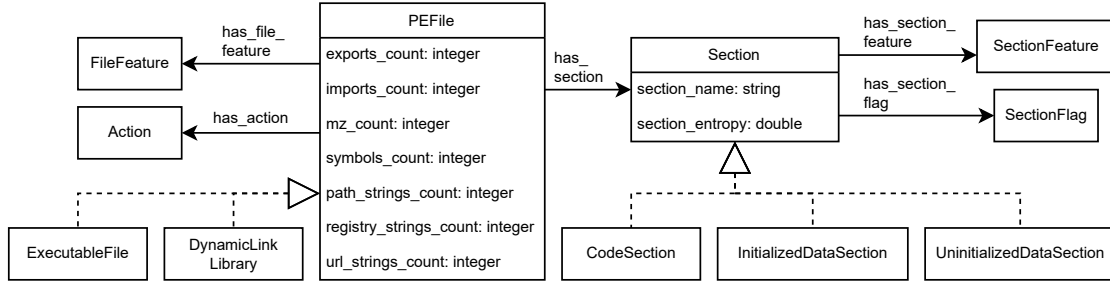 PEFile
exports_count: integer
imports_count: integer
mz_count: integer
symbols_count: integer
path_strings_count: integer
registry_strings_count: integer
url_strings_count: integer
has_file_
feature
FileFeature
has_action
Action
ExecutableFile
DynamicLink
Library
has_
section
Section
section_name: string
section_entropy: double
has_section_
feature
SectionFeature
has_section_
flag
SectionFlag
CodeSection
InitializedDataSection
UninitializedDataSection